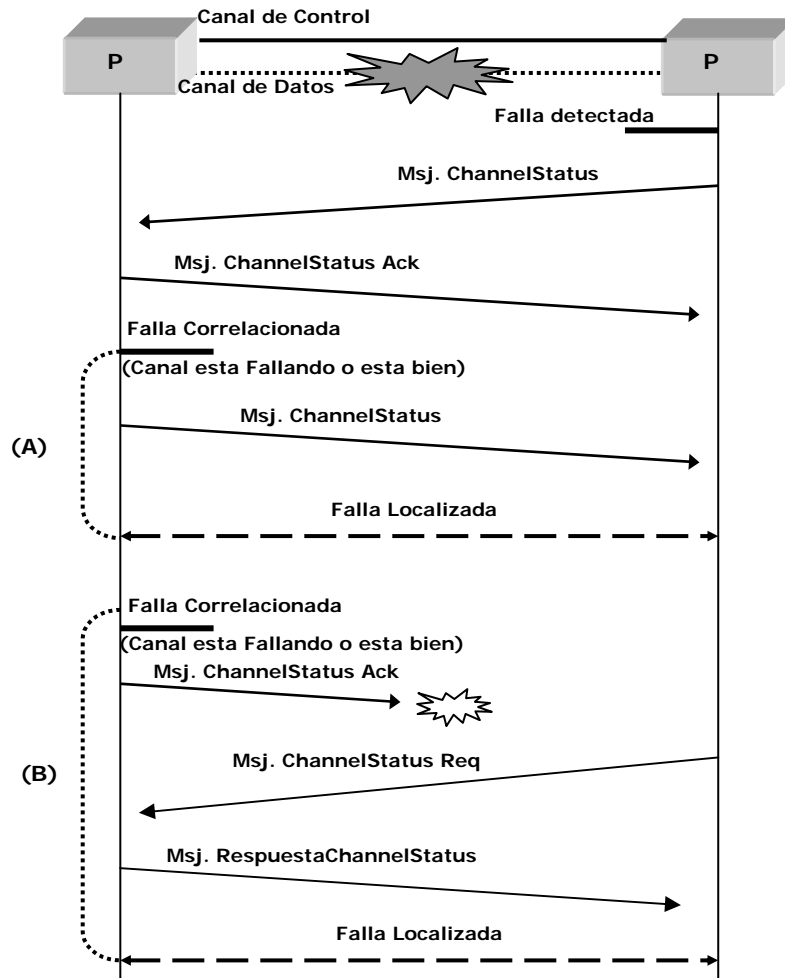 Canal de Control
P
P
Canal de Datos
Falla detectada
Msj. ChannelStatus
Msj. ChannelStatus Ack
Falla Correlacionada
(Canal esta Fallando o esta bien)
Msj. ChannelStatus
(A)
Falla Localizada
Falla Correlacionada
(Canal esta Fallando o esta bien)
Msj. ChannelStatus Ack
Msj. ChannelStatus Req
(B)
Msj. RespuestaChannelStatus
Falla Localizada